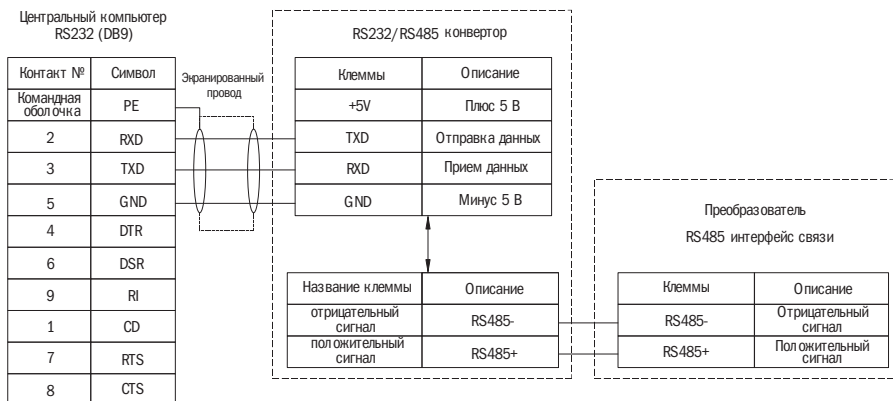 Центральный компьютер
RS232 (DB9)
Контакт № Символ
Командная оболочка PE
2 RXD
3 TXD
5 GND
4 DTR
6 DSR
9 RI
1 CD
7 RTS
8 CTS
Экранированный
провод
RS232/RS485 конвертор
Клеммы Описание
+5V Плюс 5 В
TXD Отправка данных
RXD Прием данных
GND Минус 5 В
Название клеммы Описание
отрицательный сигнал RS485-
положительный сигнал RS485+
Преобразователь
RS485 интерфейс связи
Клеммы Описание
RS485- Отрицательный сигнал
RS485+ Положительный сигнал